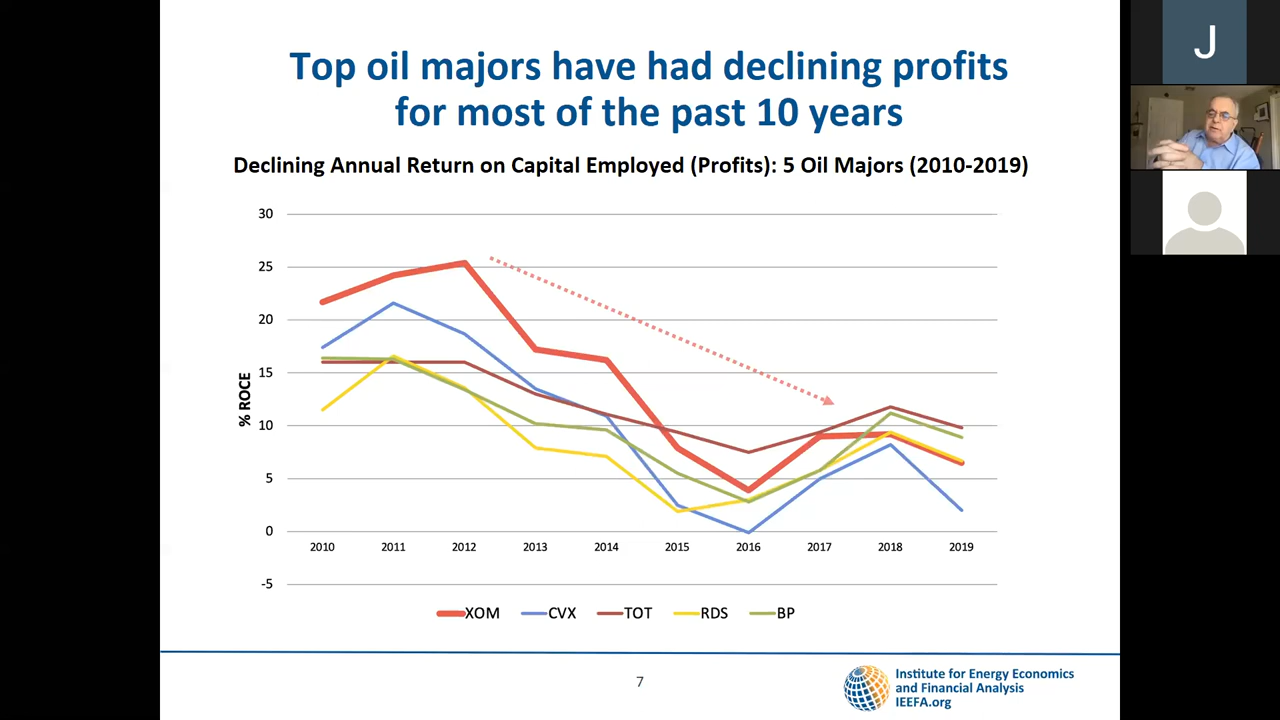 Top oil majors have had declining profits
for most of the past 10 years
Declining Annual Return on Capital Employed (Profits): 5 Oil Majors (2010-2019)
30
25
20
15
10
5
0
-5
% ROCE
2010 2011 2012 2013 2014 2015 2016 2017 2018 2019
XOM CVX TOT RDS BP
7
Institute for Energy Economics
and Financial Analysis
IEEFA.org
J